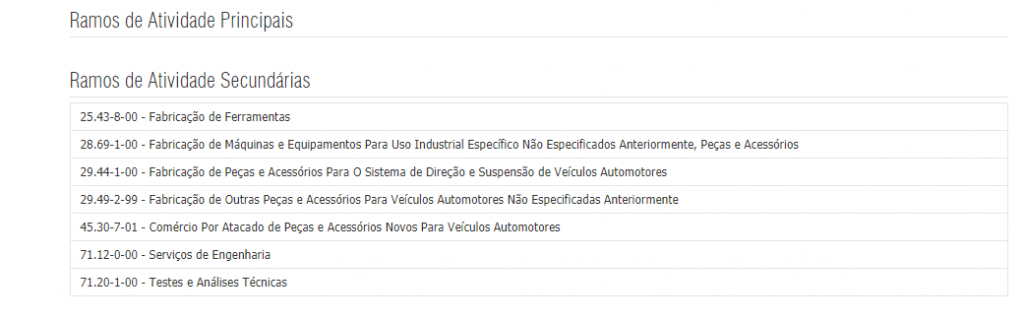 Ramos de Atividade Principais
Ramos de Atividade Secundárias
25.43-8-00 - Fabricação de Ferramentas
28.69-1-00 - Fabricação de Máquinas e Equipamentos Para Uso Industrial Específico Não Especificados Anteriormente, Peças e Acessórios
29.44-1-00 - Fabricação de Peças e Acessórios Para O Sistema de Direção e Suspensão de Veículos Automotores
29.49-2-99 - Fabricação de Outras Peças e Acessórios Para Veículos Automotores Não Especificadas Anteriormente
45.30-7-01 - Comércio Por Atacado de Peças e Acessórios Novos Para Veículos Automotores
71.12-0-00 - Serviços de Engenharia
71.20-1-00 - Testes e Análises Técnicas